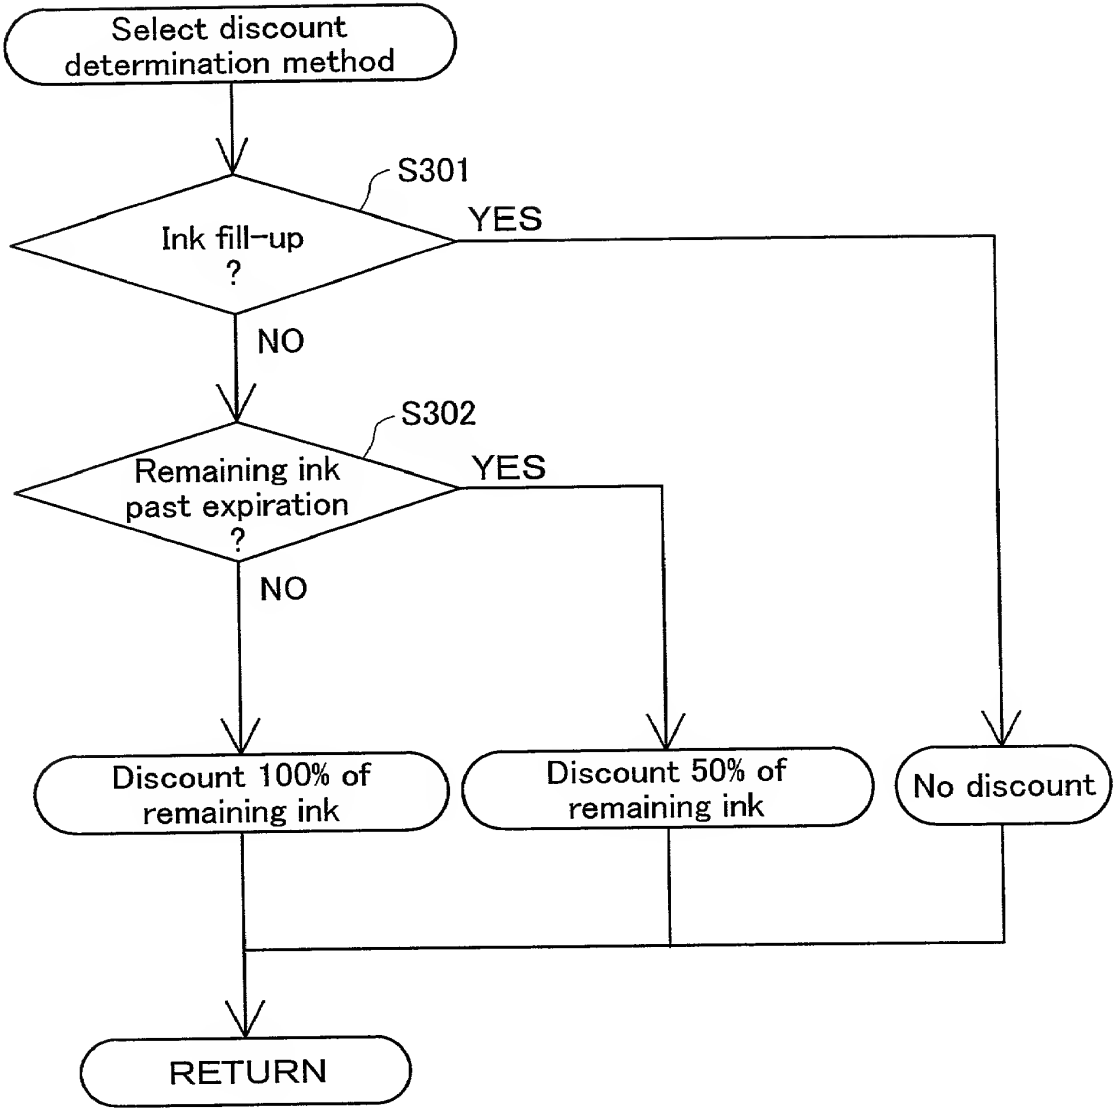 Select discount
determination method
S301
YES
Ink fill-up
?
NO
S302
YES
Remaining ink
past expiration
?
NO
Discount 100% of
remaining ink
Discount 50% of
remaining ink
No discount
RETURN